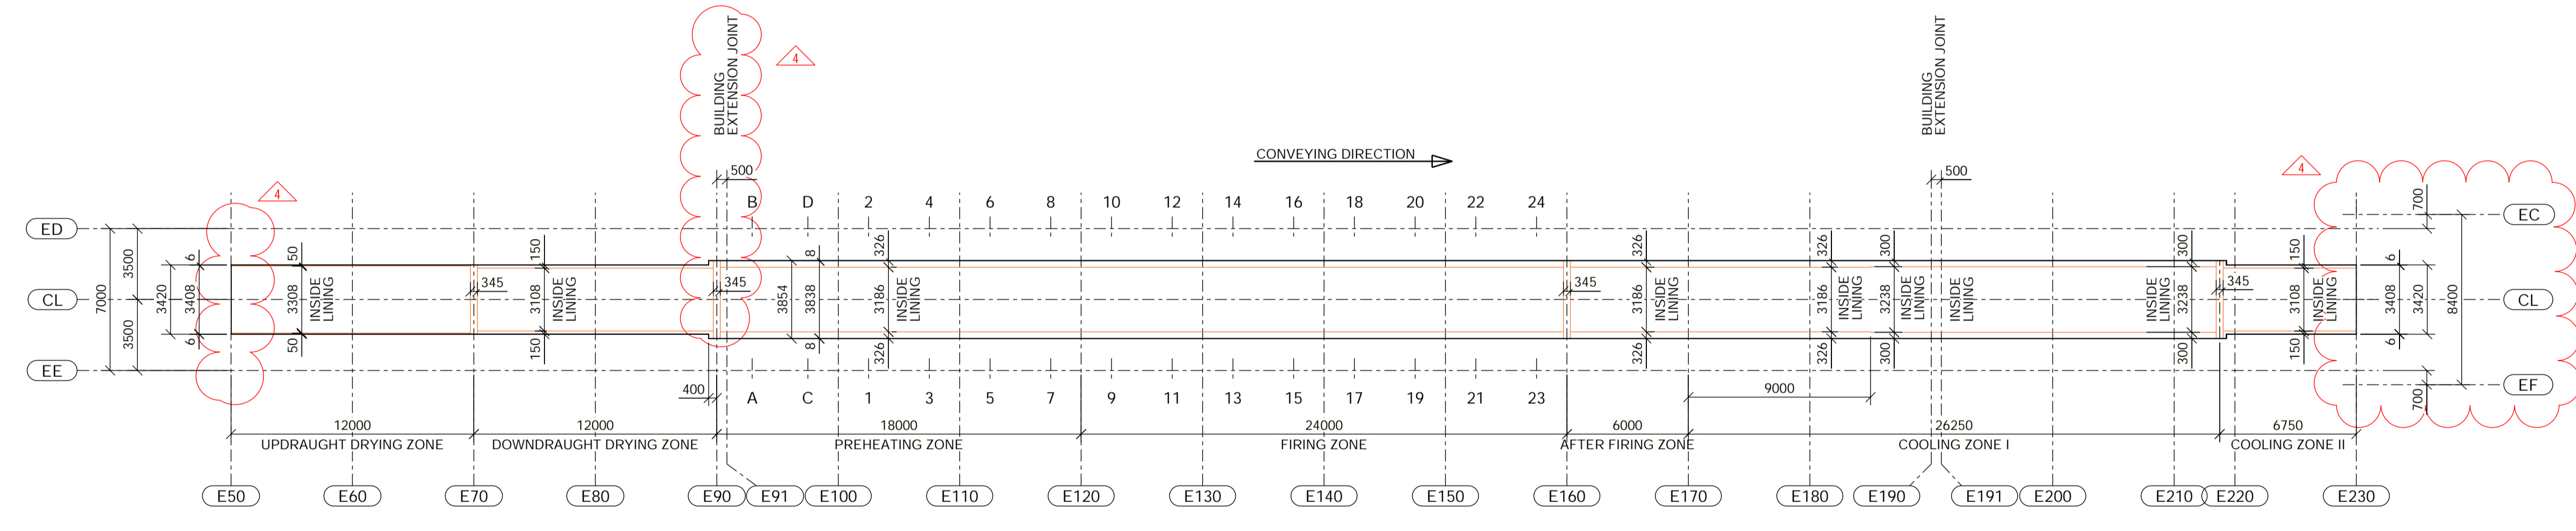 BUILDING
EXTENSION JOINT
BUILDING
EXTENSION JOINT
4
4
4
CONVEYING DIRECTION
500
500
B D 2 4 6 8 10 12 14 16 18 20 22 24
ED
EC
CL
CL
EE
EF
7000
3500
3500
3420
6
3408
6
50
3308
50
INSIDE
LINING
345
150
3108
150
INSIDE
LINING
345
3854
8
3838
8
326
3186
326
INSIDE
LINING
345
326
3186
326
INSIDE
LINING
326
3186
326
INSIDE
LINING
300
3238
300
INSIDE
LINING
INSIDE
LINING
INSIDE
LINING
300
3238
300
345
150
3108
150
INSIDE
LINING
6
3408
6
3420
700
8400
700
400
A C 1 3 5 7 9 11 13 15 17 19 21 23
9000
12000 12000 18000 24000 6000 26250 6750
UPDRAUGHT DRYING ZONE DOWNDRAUGHT DRYING ZONE PREHEATING ZONE FIRING ZONE AFTER FIRING ZONE COOLING ZONE I COOLING ZONE II
E50 E60 E70 E80 E90 E91 E100 E110 E120 E130 E140 E150 E160 E170 E180 E190 E191 E200 E210 E220 E230